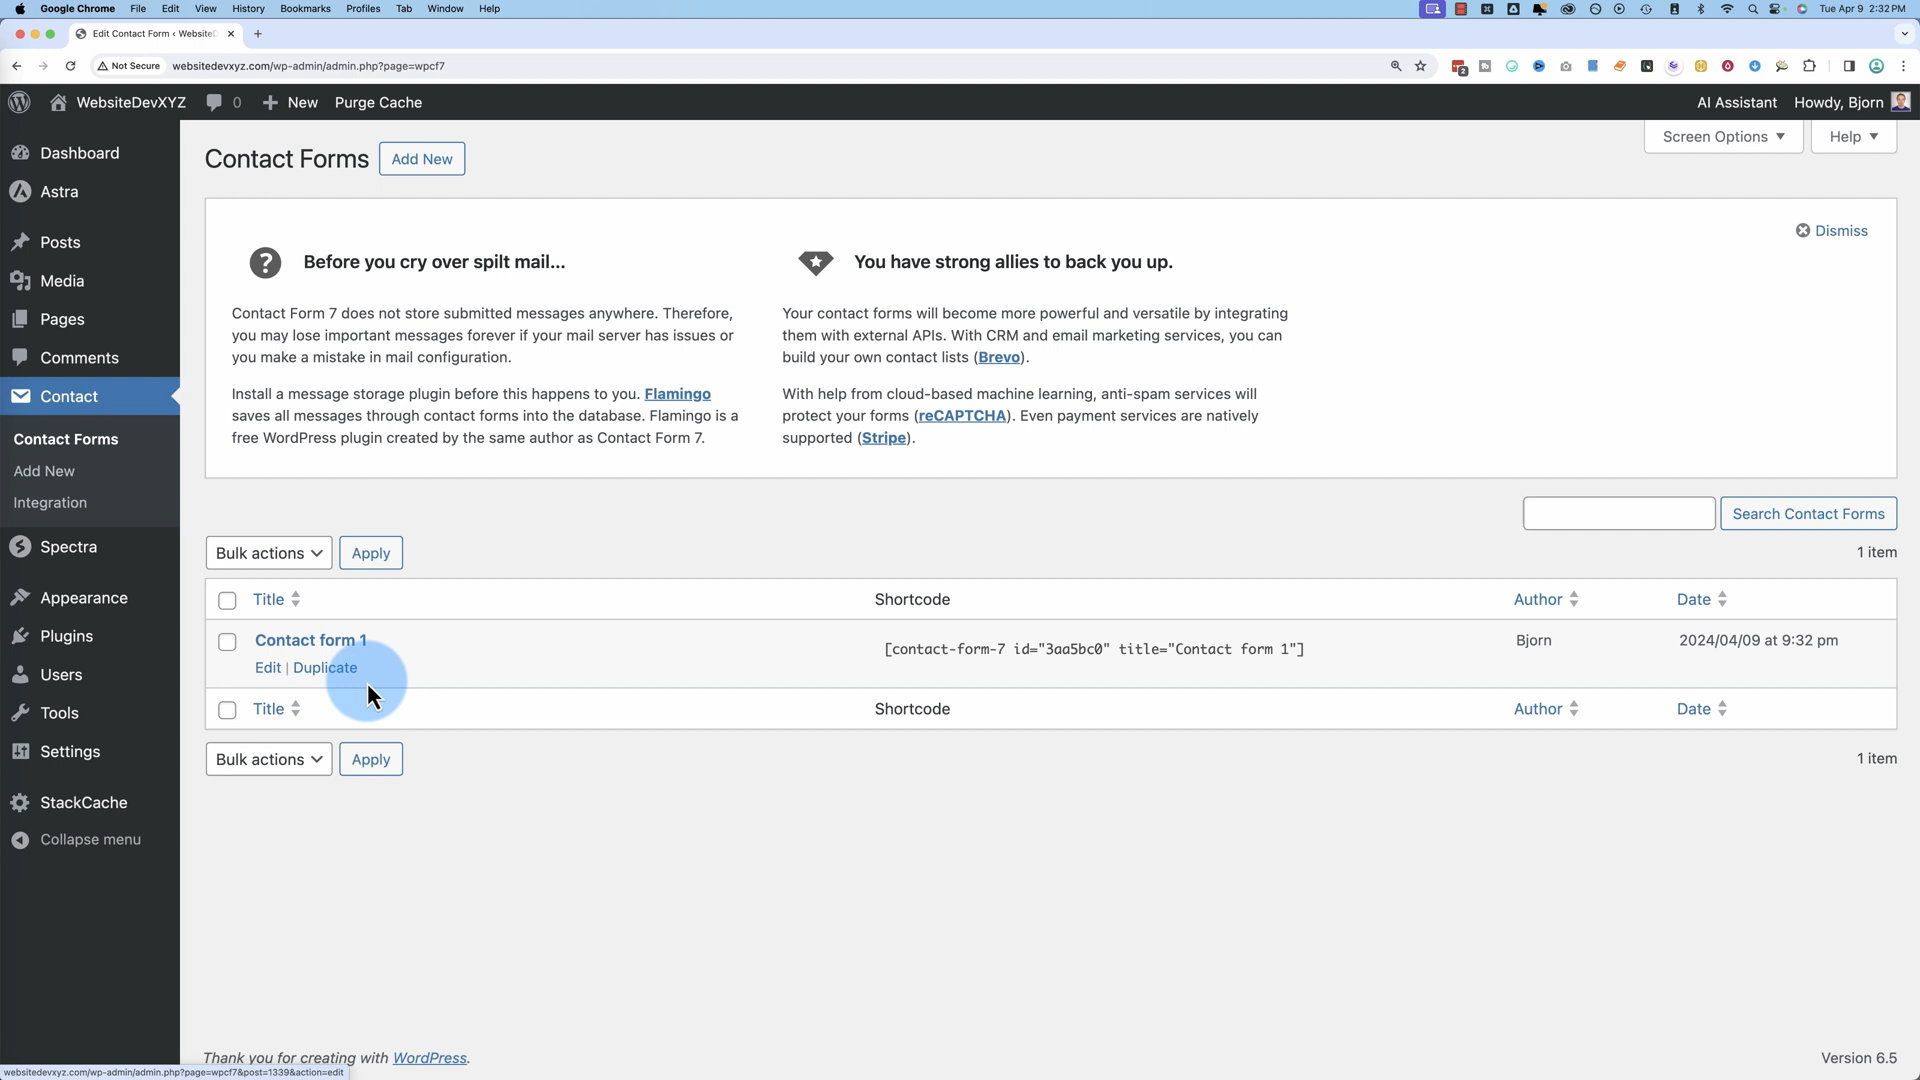 Google Chrome File Edit View History Bookmarks Profiles Tab Window Help Tue Apr 9 2:32 PM
Edit Contact Form ‹ Website
Not Secure websitedevxyz.com/wp-admin/admin.php?page=wpcf7
2
WebsiteDevXYZ 0 New Purge Cache AI Assistant Howdy, Bjorn
Screen Options Help
Dashboard
Astra
Posts
Media
Pages
Comments
Contact
Contact Forms
Add New
Integration
Spectra
Appearance
Plugins
Users
Tools
Settings
StackCache
Collapse menu
Contact Forms Add New
Dismiss
? Before you cry over spilt mail...
Contact Form 7 does not store submitted messages anywhere. Therefore,
you may lose important messages forever if your mail server has issues or
you make a mistake in mail configuration.
Install a message storage plugin before this happens to you. Flamingo
saves all messages through contact forms into the database. Flamingo is a
free WordPress plugin created by the same author as Contact Form 7.
You have strong allies to back you up.
Your contact forms will become more powerful and versatile by integrating
them with external APIs. With CRM and email marketing services, you can
build your own contact lists (Brevo).
With help from cloud-based machine learning, anti-spam services will
protect your forms (reCAPTCHA). Even payment services are natively
supported (Stripe).
Search Contact Forms
Bulk actions Apply 1 item
Title Shortcode Author Date
Contact form 1 [contact-form-7 id="3aa5bc0" title="Contact form 1"] Bjorn 2024/04/09 at 9:32 pm
Edit | Duplicate
Title Shortcode Author Date
Bulk actions Apply 1 item
Thank you for creating with WordPress. Version 6.5
websitedevxyz.com/wp-admin/admin.php?page=wpcf7&post=1339&action=edit